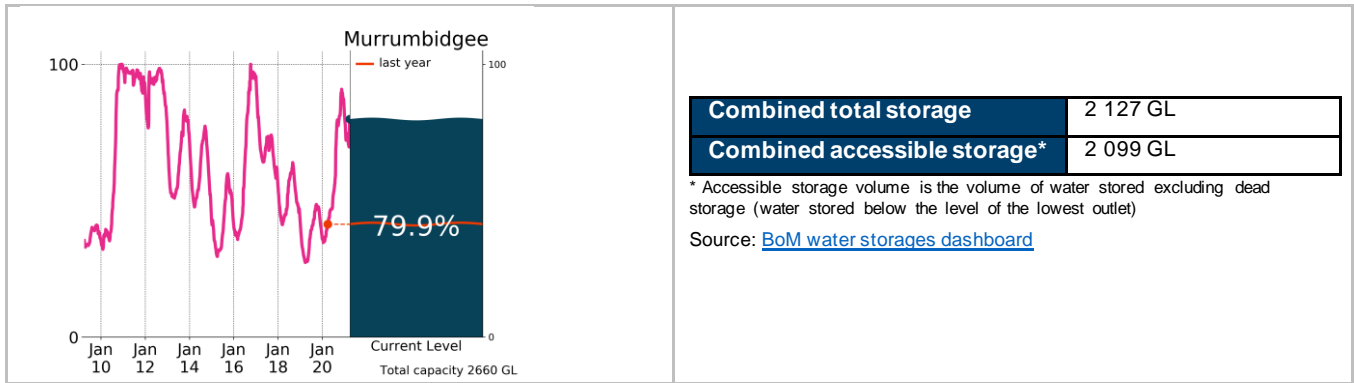 Murrumbidgee
last year
100
100
79.9%
0
0
Jan 10
Jan 12
Jan 14
Jan 16
Jan 18
Jan 20
Current Level
Total capacity 2660 GL
Combined total storage 2 127 GL
Combined accessible storage* 2 099 GL
* Accessible storage volume is the volume of water stored excluding dead
storage (water stored below the level of the lowest outlet)
Source: BoM water storages dashboard